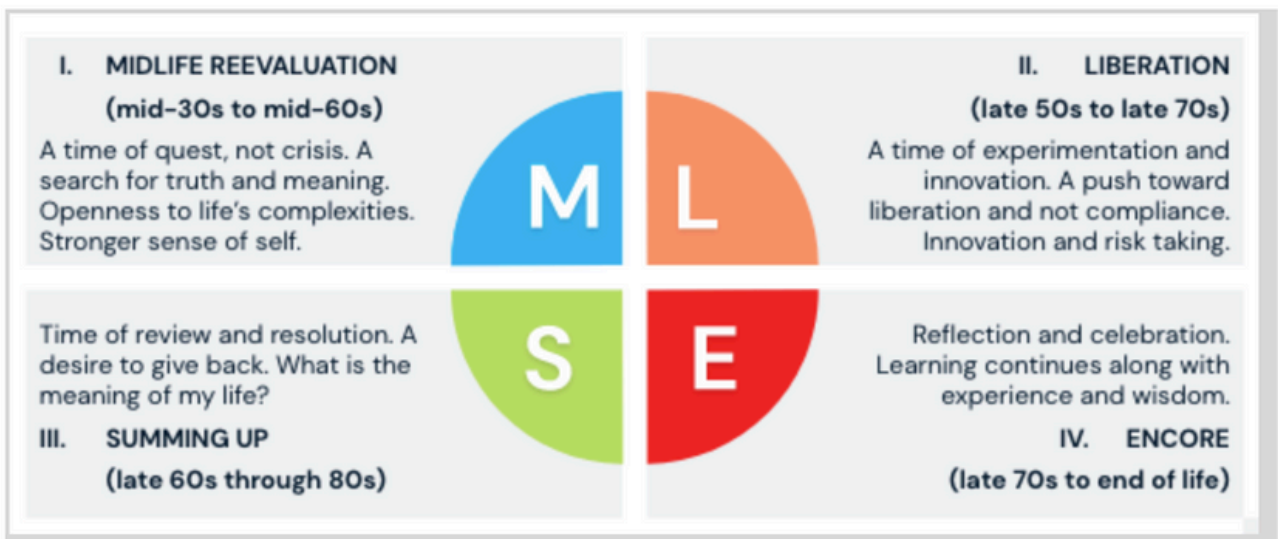 I. MIDLIFE REEVALUATION
(mid-30s to mid-60s)
A time of quest, not crisis. A
search for truth and meaning.
Openness to life's complexities.
Stronger sense of self.
M
L
II. LIBERATION
(late 50s to late 70s)
A time of experimentation and
innovation. A push toward
liberation and not compliance.
Innovation and risk taking.
Time of review and resolution. A
desire to give back. What is the
meaning of my life?
III. SUMMING UP
(late 60s through 80s)
S
E
Reflection and celebration.
Learning continues along with
experience and wisdom.
IV. ENCORE
(late 70s to end of life)